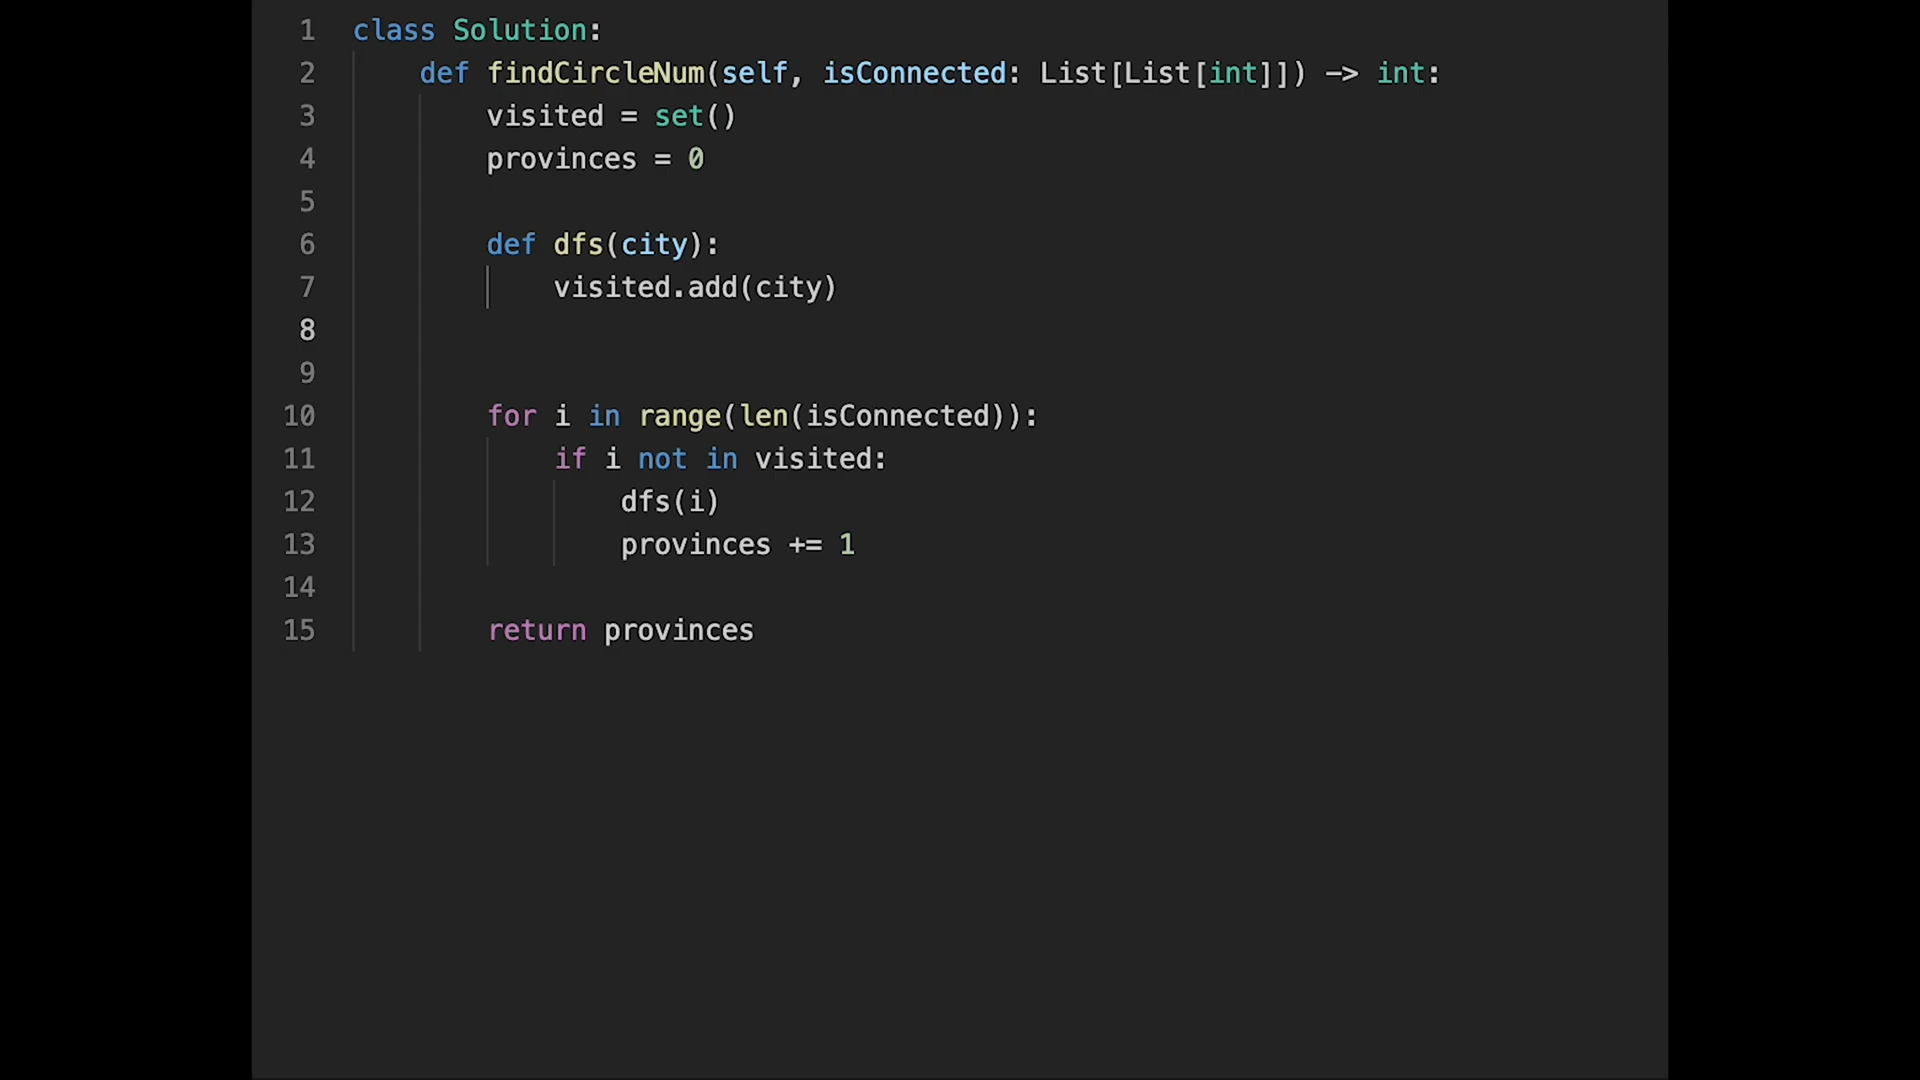 1 class Solution:
2 def findCircleNum(self, isConnected: List[List[int]]) -> int:
3 visited = set()
4 provinces = 0
5
6 def dfs(city):
7 visited.add(city)
8
9
10 for i in range(len(isConnected)):
11 if i not in visited:
12 dfs(i)
13 provinces += 1
14
15 return provinces